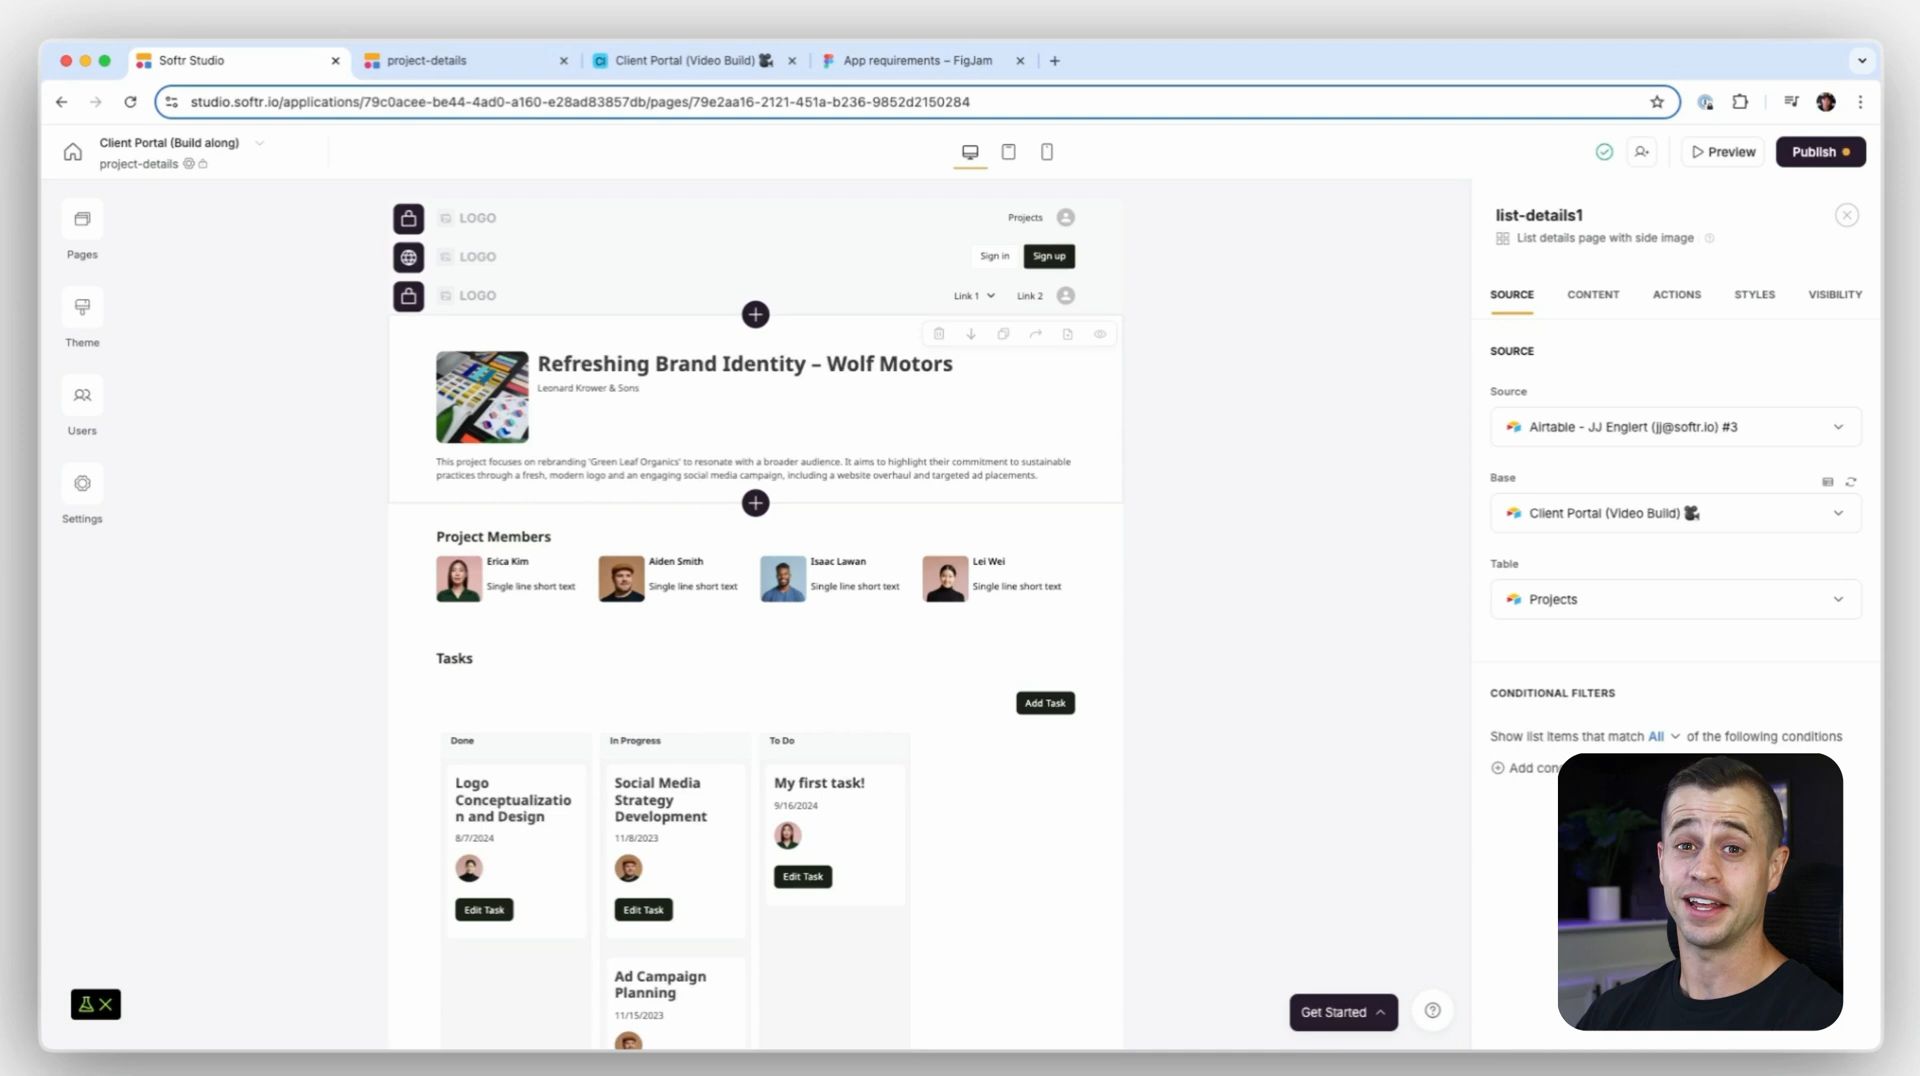 Softr Studio
project-details
Client Portal (Video Build)
App requirements – FigJam
studio.softr.io/applications/79c0acee-be44-4ad0-a160-e28ad83857db/pages/79e2aa16-2121-451a-b236-9852d2150284
Client Portal (Build along)
project-details
Preview
Publish
Pages
Theme
Users
Settings
LOGO
Projects
LOGO
Sign in
Sign up
LOGO
Link 1
Link 2
Refreshing Brand Identity – Wolf Motors
Leonard Krower & Sons
This project focuses on rebranding 'Green Leaf Organics' to resonate with a broader audience. It aims to highlight their commitment to sustainable
practices through a fresh, modern logo and an engaging social media campaign, including a website overhaul and targeted ad placements.
Project Members
Erica Kim
Single line short text
Aiden Smith
Single line short text
Isaac Lawan
Single line short text
Lei Wei
Single line short text
Tasks
Add Task
Done
Logo
Conceptualizatio
n and Design
8/7/2024
Edit Task
In Progress
Social Media
Strategy
Development
11/8/2023
Edit Task
Ad Campaign
Planning
11/15/2023
To Do
My first task!
9/16/2024
Edit Task
Get Started
list-details1
List details page with side image
SOURCE
CONTENT
ACTIONS
STYLES
VISIBILITY
SOURCE
Source
Airtable - JJ Englert (jj@softr.io) #3
Base
Client Portal (Video Build)
Table
Projects
CONDITIONAL FILTERS
Show list items that match All of the following conditions
Add con